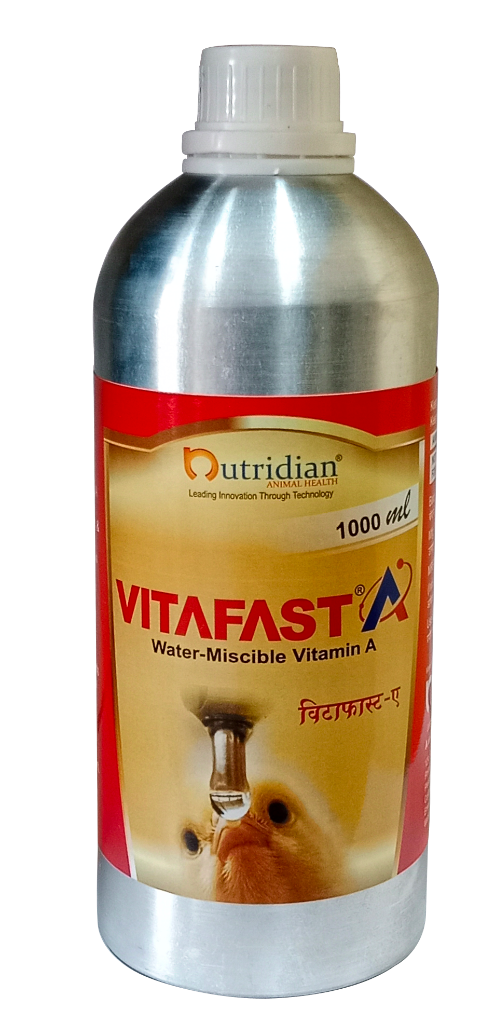 Nutridian®
ANIMAL HEALTH
Leading Innovation Through Technology
1000 ml
VITAFAST® A
Water-Miscible Vitamin A
विटाफास्ट-ए